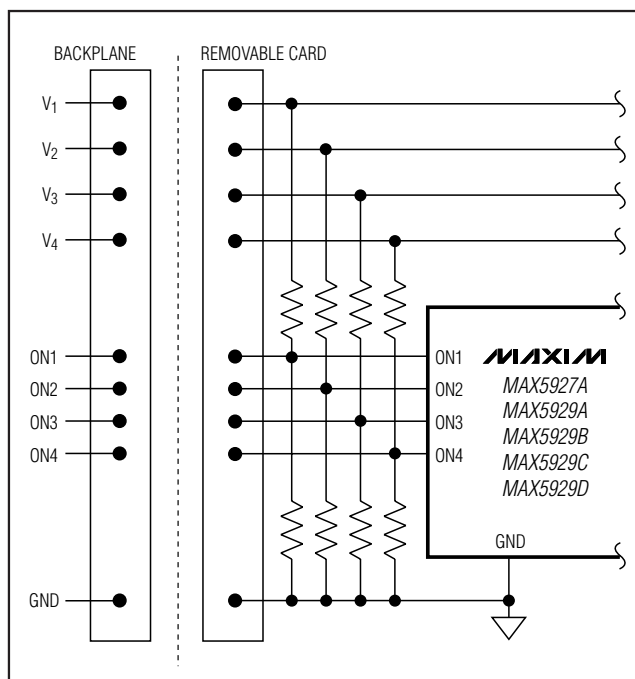 BACKPLANE
REMOVABLE CARD
V1
V2
V3
V4
ON1
ON2
ON3
ON4
GND
ON1
ON2
ON3
ON4
MAXIM
MAX5927A
MAX5929A
MAX5929B
MAX5929C
MAX5929D
GND